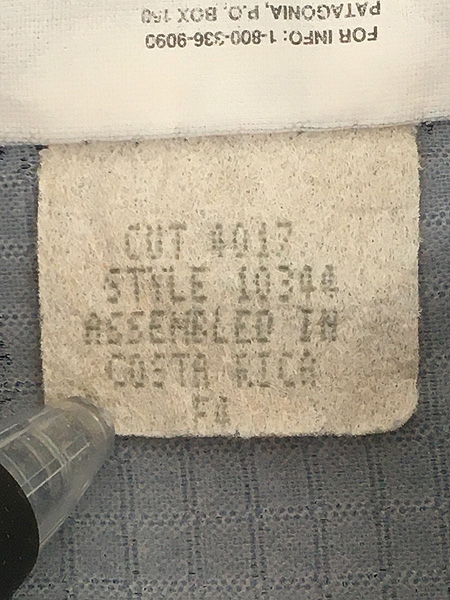 FOR INFO: 1-800-336-9090
PATAGONIA, P.O. BOX 150
CUT 4017
STYLE 10344
ASSEMBLED IN
COSTA RICA